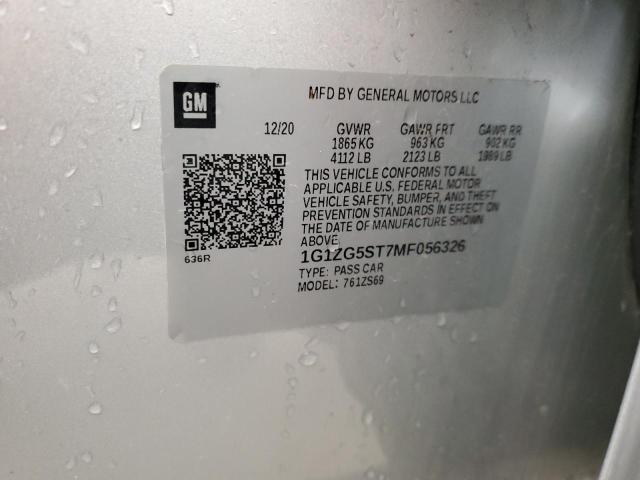 GM
MFD BY GENERAL MOTORS LLC
12/20 GVWR GAWR FRT GAWR RR
1865 KG 963 KG 902 KG
4112 LB 2123 LB 1989 LB
THIS VEHICLE CONFORMS TO ALL
APPLICABLE U.S. FEDERAL MOTOR
VEHICLE SAFETY, BUMPER, AND THEFT
PREVENTION STANDARDS IN EFFECT ON
THE DATE OF MANUFACTURE SHOWN
ABOVE.
636R
1G1ZG5ST7MF056326
TYPE: PASS CAR
MODEL: 761ZS69